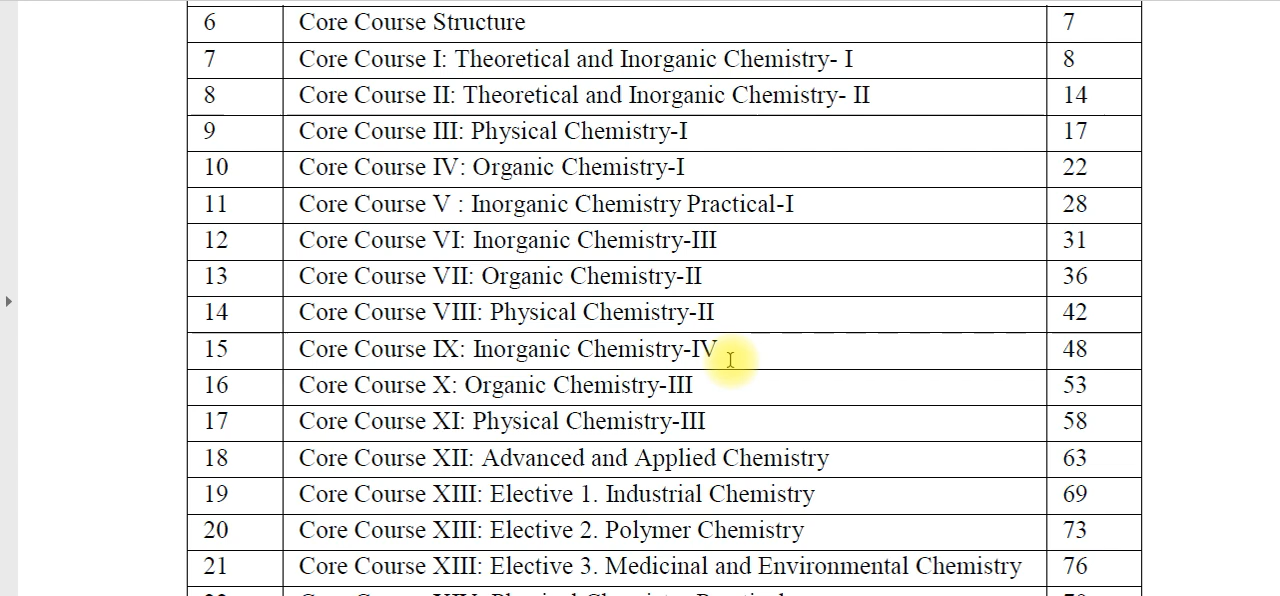 6 Core Course Structure 7
7 Core Course I: Theoretical and Inorganic Chemistry- I 8
8 Core Course II: Theoretical and Inorganic Chemistry- II 14
9 Core Course III: Physical Chemistry-I 17
10 Core Course IV: Organic Chemistry-I 22
11 Core Course V : Inorganic Chemistry Practical-I 28
12 Core Course VI: Inorganic Chemistry-III 31
13 Core Course VII: Organic Chemistry-II 36
14 Core Course VIII: Physical Chemistry-II 42
15 Core Course IX: Inorganic Chemistry-IV 48
16 Core Course X: Organic Chemistry-III 53
17 Core Course XI: Physical Chemistry-III 58
18 Core Course XII: Advanced and Applied Chemistry 63
19 Core Course XIII: Elective 1. Industrial Chemistry 69
20 Core Course XIII: Elective 2. Polymer Chemistry 73
21 Core Course XIII: Elective 3. Medicinal and Environmental Chemistry 76